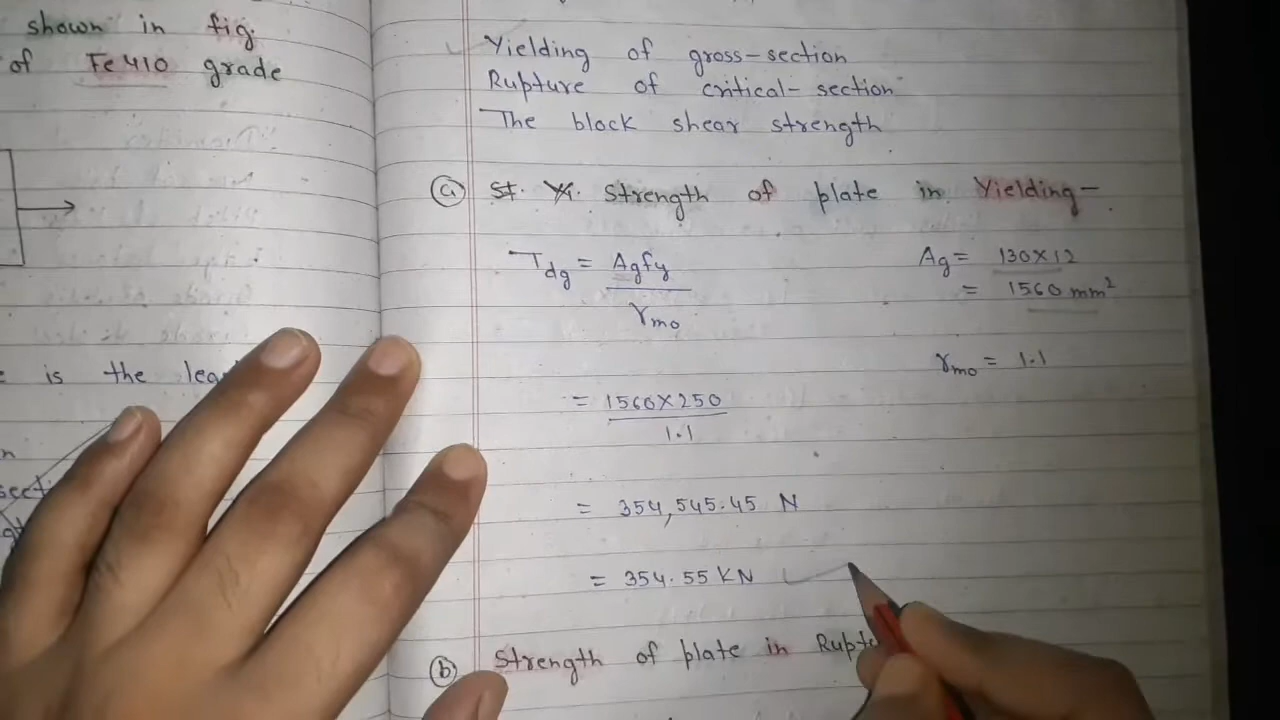 shown in fig.
of Fe410 grade
is the
Yielding of gross-section
Rupture of critical-section
The block shear strength
(a) St. Yi. Strength of plate in Yielding-
Tdg = Agfy
γmo
Ag = 130×12
= 1560 mm²
γmo = 1.1
= 1560×250
1.1
= 354,545.45 N
= 354.55 KN
(b) Strength of plate in